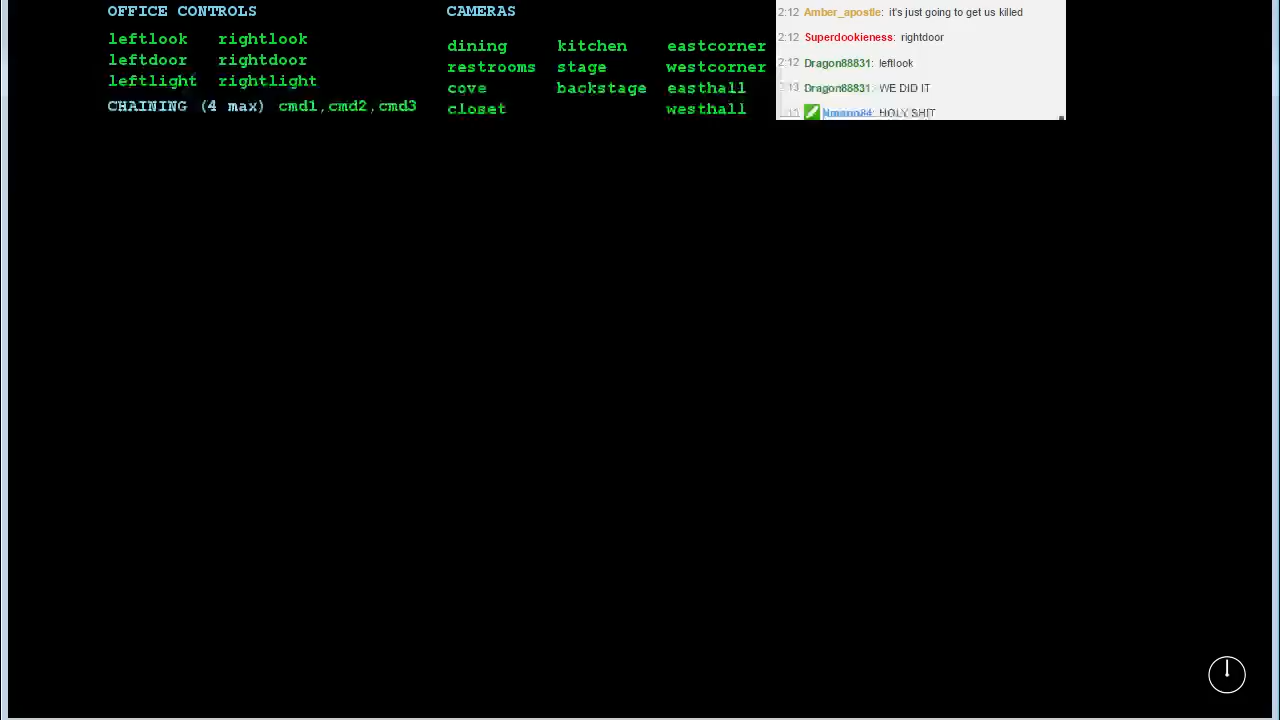 OFFICE CONTROLS
leftlook rightlook
leftdoor rightdoor
leftlight rightlight
CHAINING (4 max) cmd1,cmd2,cmd3
CAMERAS
dining kitchen eastcorner
restrooms stage westcorner
cove backstage easthall
closet westhall
2:12 Amber_apostle: it's just going to get us killed
2:12 Superdookieness: rightdoor
2:12 Dragon88831: leftlook
2:13 Dragon88831: WE DID IT
HOLY SHIT